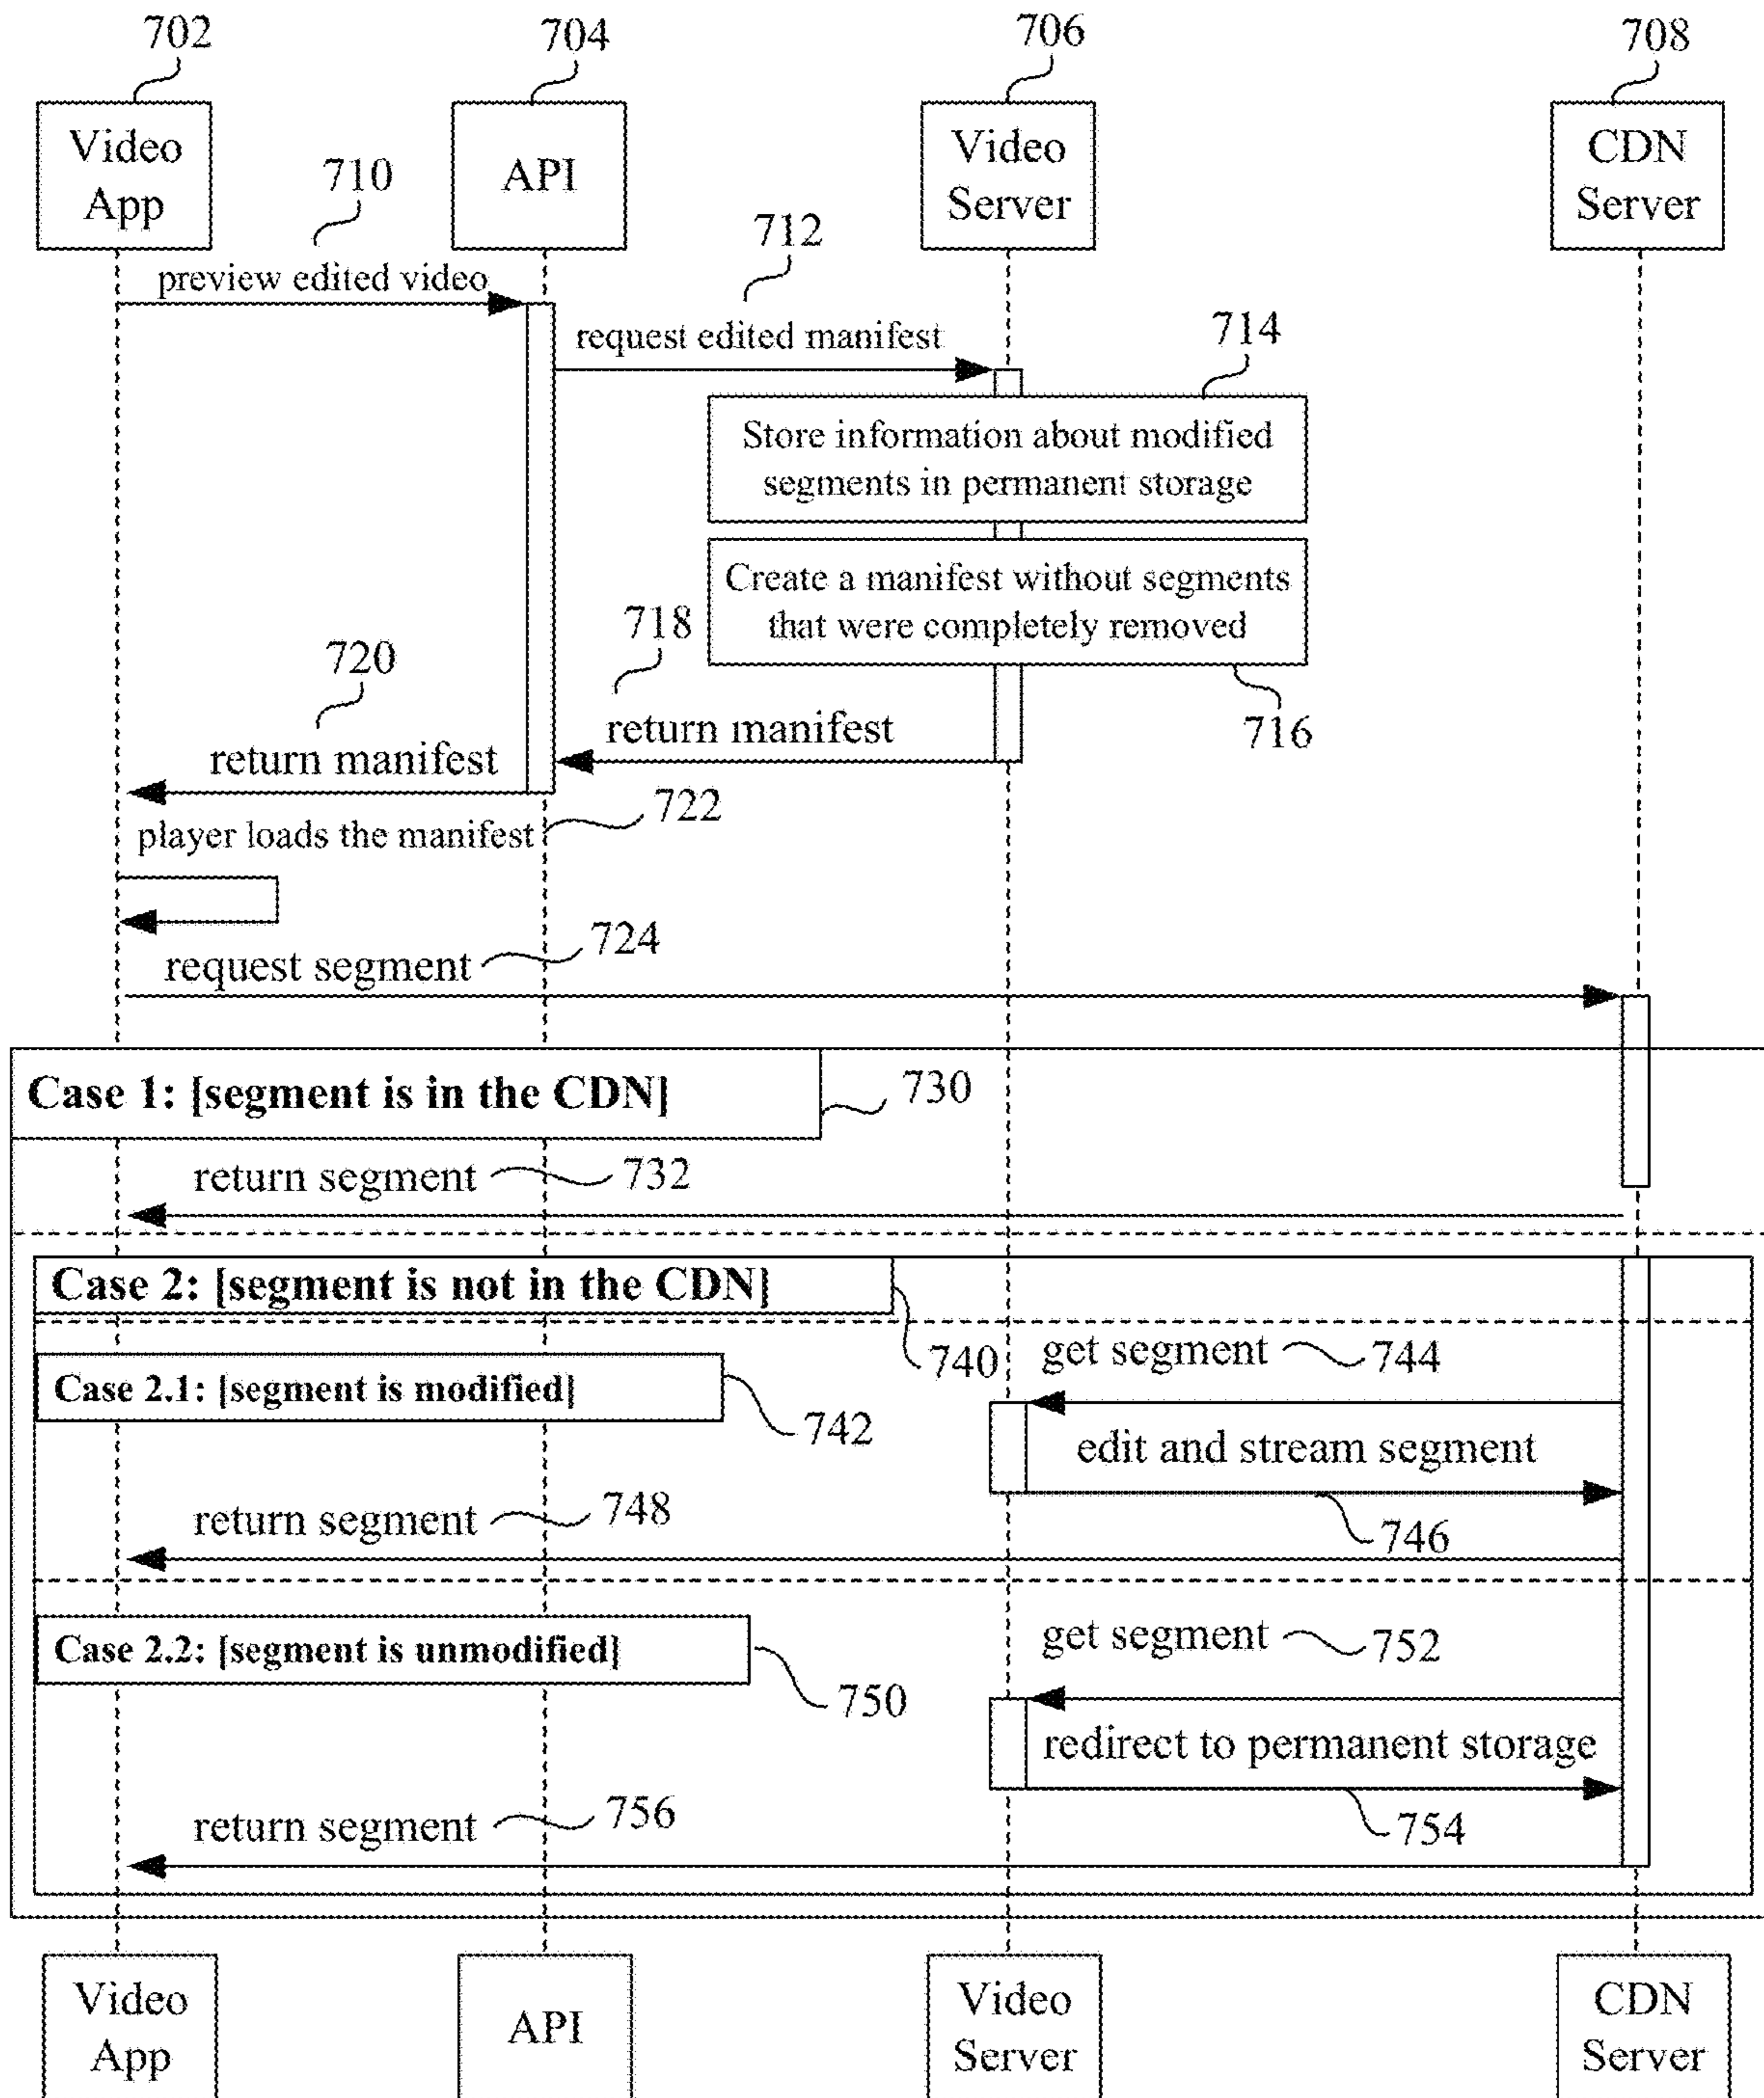 702
704
706
708
Video
App
API
Video
Server
CDN
Server
710
preview edited video
712
request edited manifest
714
Store information about modified
segments in permanent storage
Create a manifest without segments
that were completely removed
716
718
return manifest
720
return manifest
722
player loads the manifest
724
request segment
Case 1: [segment is in the CDN]
730
return segment
732
Case 2: [segment is not in the CDN]
740
get segment
744
Case 2.1: [segment is modified]
742
edit and stream segment
746
return segment
748
Case 2.2: [segment is unmodified]
750
get segment
752
redirect to permanent storage
754
return segment
756
Video
App
API
Video
Server
CDN
Server